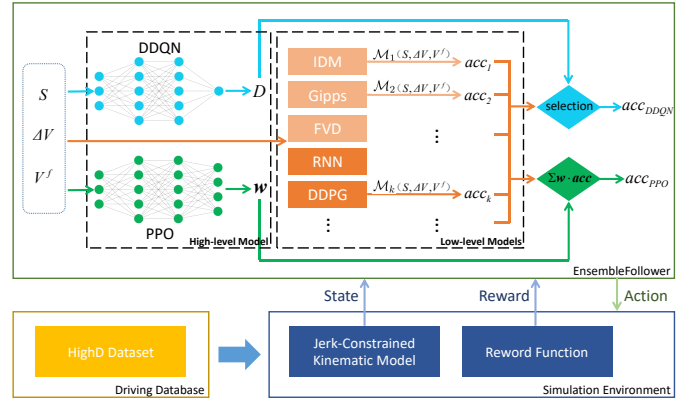 DDQN
S
ΔV
V^f
D
w
PPO
High-level Model
IDM
Gipps
FVD
RNN
DDPG
M_1(S,ΔV,V^f)
M_2(S,ΔV,V^f)
M_k(S,ΔV,V^f)
acc_1
acc_2
⋮
acc_k
⋮
⋮
Low-level Models
selection
acc_DDQN
Σw·acc
acc_PPO
EnsembleFollower
State
Reward
Action
HighD Dataset
Driving Database
Jerk-Constrained
Kinematic Model
Reword Function
Simulation Environment